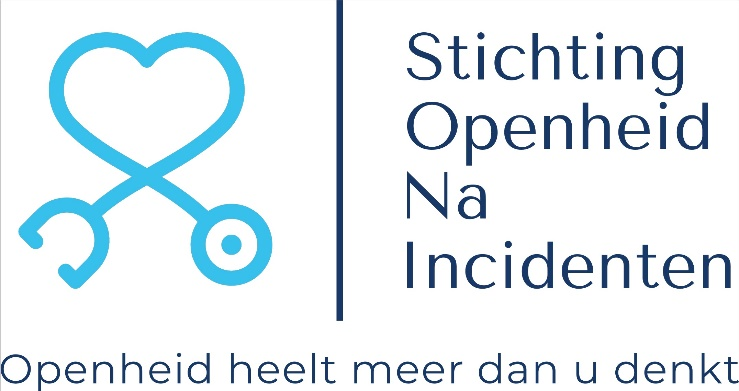 Stichting
Openheid
Na
Incidenten
Openheid heelt meer dan u denkt